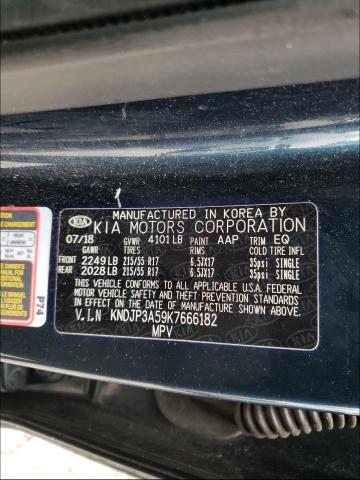 MANUFACTURED IN KOREA BY
KIA KIA MOTORS CORPORATION
07/18 GVWR 4101LB PAINT AAP TRIM EQ
GAWR TIRES RIMS COLD TIRE INFL
FRONT 2249 LB 215/55 R17 6.5JX17 35psi SINGLE
REAR 2028 LB 215/55 R17 6.5JX17 35psi SINGLE
THIS VEHICLE CONFORMS TO ALL APPLICABLE U.S.A FEDERAL
MOTOR VEHICLE SAFETY, AND THEFT PREVENTION STANDARDS
IN EFFECT ON THE DATE OF MANUFACTURE SHOWN ABOVE.
V.I.N KNDJP3A59K7666182
MPV
PT4